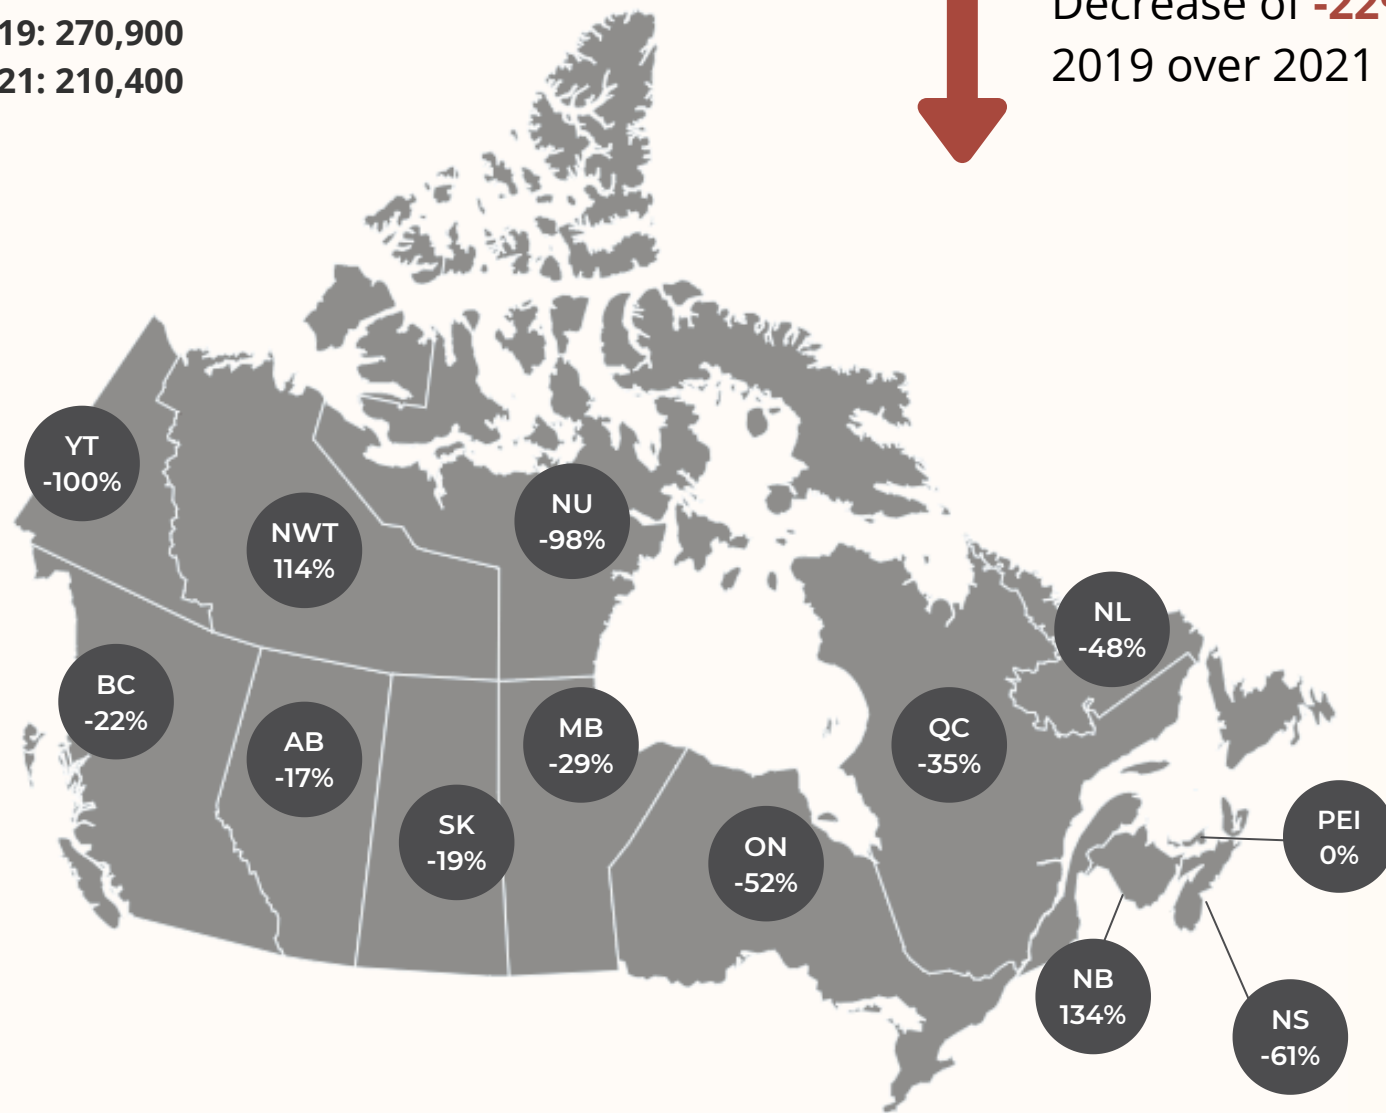 19: 270,900
21: 210,400
Decrease of -22%
2019 over 2021
YT
-100%
NWT
114%
NU
-98%
NL
-48%
BC
-22%
AB
-17%
MB
-29%
QC
-35%
SK
-19%
ON
-52%
PEI
0%
NB
134%
NS
-61%